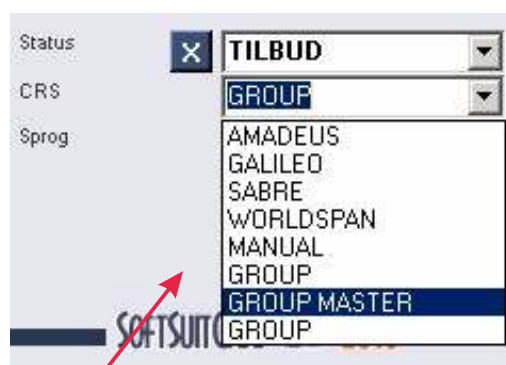 Status
TILBUD
CRS
GROUP
Sprog
AMADEUS
GALILEO
SABRE
WORLDSPAN
MANUAL
GROUP
GROUP MASTER
GROUP